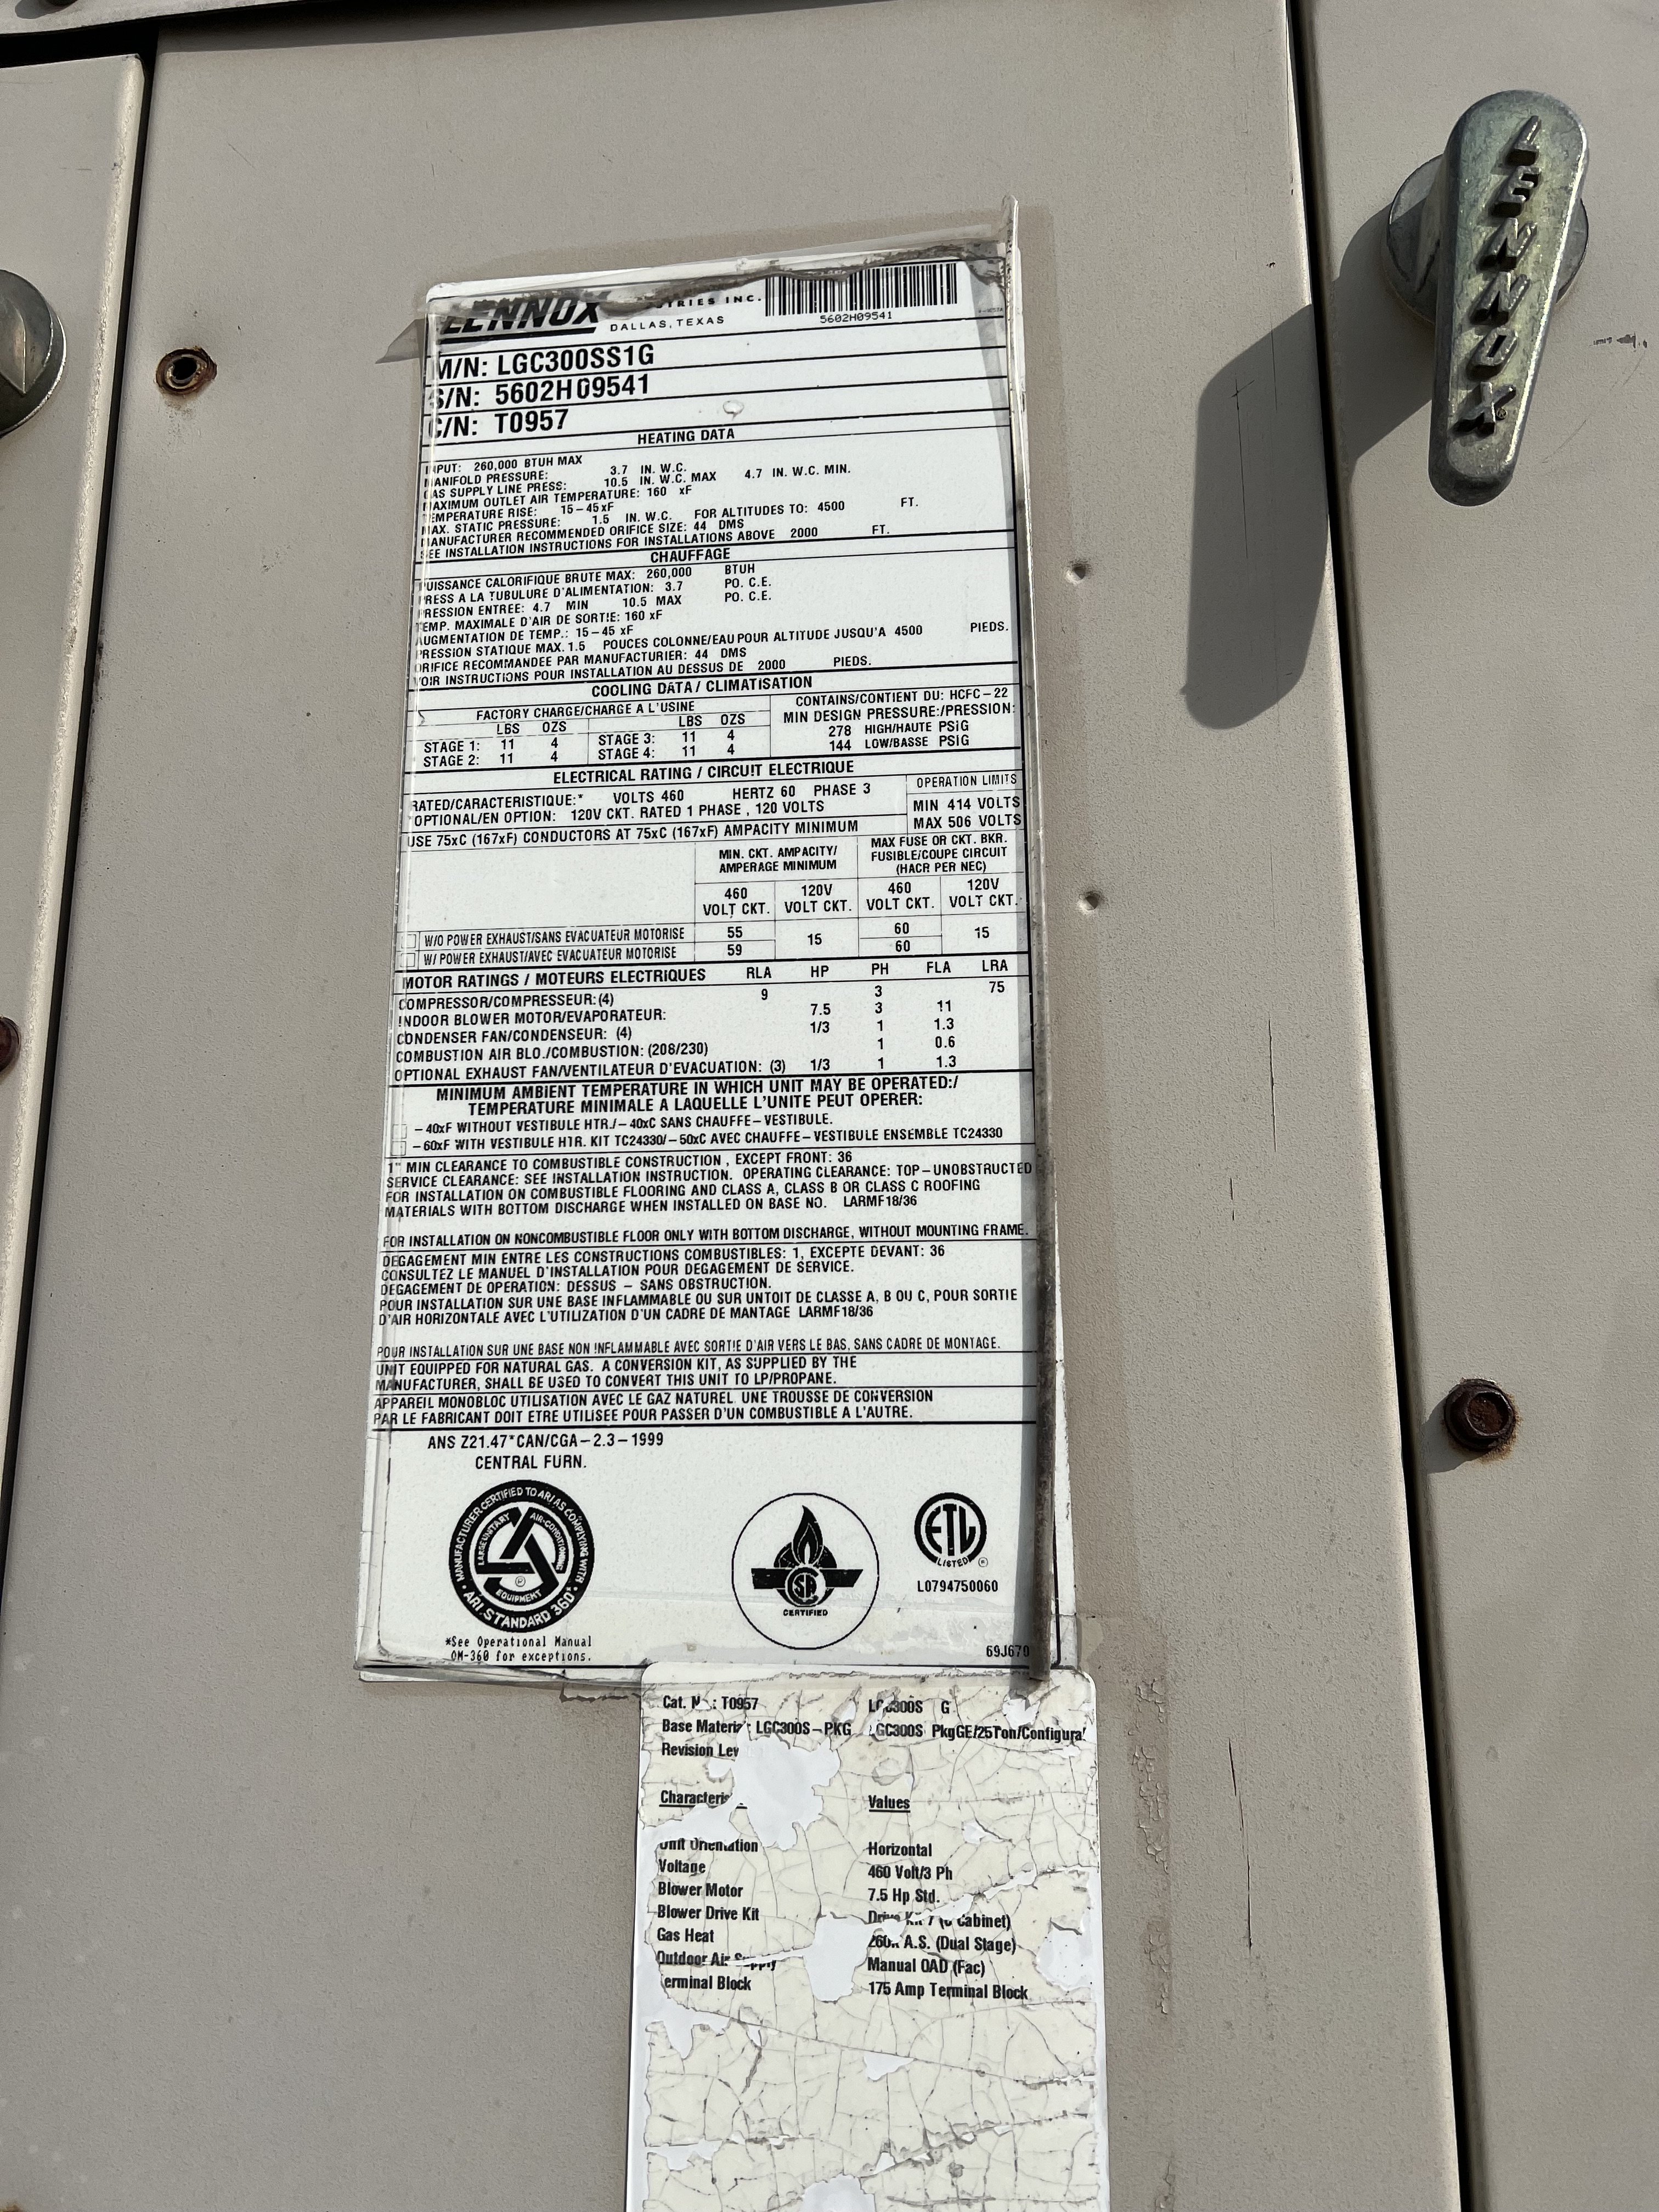 LENNOX
DALLAS, TEXAS INC.
5602H09541
M/N: LGC300SS1G
S/N: 5602H09541
C/N: T0957
HEATING DATA
INPUT: 260,000 BTUH MAX
MANIFOLD PRESSURE: 3.7 IN. W.C.
GAS SUPPLY LINE PRESS: 10.5 IN. W.C. MAX 4.7 IN. W.C. MIN.
MAXIMUM OUTLET AIR TEMPERATURE: 160 xF
TEMPERATURE RISE: 15-45 xF
MAX. STATIC PRESSURE: 1.5 IN. W.C. FOR ALTITUDES TO: 4500 FT.
MANUFACTURER RECOMMENDED ORIFICE SIZE: 44 DMS
SEE INSTALLATION INSTRUCTIONS FOR INSTALLATIONS ABOVE 2000 FT.
CHAUFFAGE
PUISSANCE CALORIFIQUE BRUTE MAX: 260,000 BTUH
PRESS A LA TUBULURE D'ALIMENTATION: 3.7 PO. C.E.
PRESSION ENTREE: 4.7 MIN 10.5 MAX PO. C.E.
TEMP. MAXIMALE D'AIR DE SORTIE: 160 xF
AUGMENTATION DE TEMP.: 15-45 xF
PRESSION STATIQUE MAX. 1.5 POUCES COLONNE/EAU POUR ALTITUDE JUSQU'A 4500 PIEDS.
ORIFICE RECOMMANDEE PAR MANUFACTURIER: 44 DMS
VOIR INSTRUCTIONS POUR INSTALLATION AU DESSUS DE 2000 PIEDS.
COOLING DATA / CLIMATISATION
FACTORY CHARGE/CHARGE A L'USINE
LBS OZS LBS OZS
STAGE 1: 11 4 STAGE 3: 11 4
STAGE 2: 11 4 STAGE 4: 11 4
CONTAINS/CONTIENT DU: HCFC-22
MIN DESIGN PRESSURE:/PRESSION:
278 HIGH/HAUTE PSIG
144 LOW/BASSE PSIG
ELECTRICAL RATING / CIRCUIT ELECTRIQUE
RATED/CARACTERISTIQUE:* VOLTS 460 HERTZ 60 PHASE 3
OPTIONAL/EN OPTION: 120V CKT. RATED 1 PHASE , 120 VOLTS
OPERATION LIMITS
MIN 414 VOLTS
MAX 506 VOLTS
USE 75xC (167xF) CONDUCTORS AT 75xC (167xF) AMPACITY MINIMUM
MIN. CKT. AMPACITY/
AMPERAGE MINIMUM
MAX FUSE OR CKT. BKR.
FUSIBLE/COUPE CIRCUIT
(HACR PER NEC)
460 VOLT CKT. 120V VOLT CKT. 460 VOLT CKT. 120V VOLT CKT.
W/O POWER EXHAUST/SANS EVACUATEUR MOTORISE 55 15 60 15
W/ POWER EXHAUST/AVEC EVACUATEUR MOTORISE 59 60
MOTOR RATINGS / MOTEURS ELECTRIQUES RLA HP PH FLA LRA
COMPRESSOR/COMPRESSEUR: (4) 9 3 75
INDOOR BLOWER MOTOR/EVAPORATEUR: 7.5 3 11
CONDENSER FAN/CONDENSEUR: (4) 1/3 1 1.3
COMBUSTION AIR BLO./COMBUSTION: (208/230) 1 0.6
OPTIONAL EXHAUST FAN/VENTILATEUR D'EVACUATION: (3) 1/3 1 1.3
MINIMUM AMBIENT TEMPERATURE IN WHICH UNIT MAY BE OPERATED:/
TEMPERATURE MINIMALE A LAQUELLE L'UNITE PEUT OPERER:
-40xF WITHOUT VESTIBULE HTR./-40xC SANS CHAUFFE-VESTIBULE.
-60xF WITH VESTIBULE HTR. KIT TC24330/-50xC AVEC CHAUFFE-VESTIBULE ENSEMBLE TC24330
1" MIN CLEARANCE TO COMBUSTIBLE CONSTRUCTION , EXCEPT FRONT: 36
SERVICE CLEARANCE: SEE INSTALLATION INSTRUCTION. OPERATING CLEARANCE: TOP-UNOBSTRUCTED
FOR INSTALLATION ON COMBUSTIBLE FLOORING AND CLASS A, CLASS B OR CLASS C ROOFING
MATERIALS WITH BOTTOM DISCHARGE WHEN INSTALLED ON BASE NO. LARMF18/36
FOR INSTALLATION ON NONCOMBUSTIBLE FLOOR ONLY WITH BOTTOM DISCHARGE, WITHOUT MOUNTING FRAME.
DEGAGEMENT MIN ENTRE LES CONSTRUCTIONS COMBUSTIBLES: 1, EXCEPTE DEVANT: 36
CONSULTEZ LE MANUEL D'INSTALLATION POUR DEGAGEMENT DE SERVICE.
DEGAGEMENT DE OPERATION: DESSUS - SANS OBSTRUCTION.
POUR INSTALLATION SUR UNE BASE INFLAMMABLE OU SUR UNTOIT DE CLASSE A, B OU C, POUR SORTIE
D'AIR HORIZONTALE AVEC L'UTILIZATION D'UN CADRE DE MANTAGE LARMF18/36
POUR INSTALLATION SUR UNE BASE NON INFLAMMABLE AVEC SORTIE D'AIR VERS LE BAS, SANS CADRE DE MONTAGE.
UNIT EQUIPPED FOR NATURAL GAS. A CONVERSION KIT, AS SUPPLIED BY THE
MANUFACTURER, SHALL BE USED TO CONVERT THIS UNIT TO LP/PROPANE.
APPAREIL MONOBLOC UTILISATION AVEC LE GAZ NATUREL. UNE TROUSSE DE CONVERSION
PAR LE FABRICANT DOIT ETRE UTILISEE POUR PASSER D'UN COMBUSTIBLE A L'AUTRE.
ANS Z21.47*CAN/CGA-2.3-1999
CENTRAL FURN.
MANUFACTURER CERTIFIED TO ARI AS COMPLYING WITH
LARGE UNITARY AIR-CONDITIONING EQUIPMENT
ARI STANDARD 360
CERTIFIED
ETL
LISTED
L0794750060
*See Operational Manual
OM-360 for exceptions.
69J670
Cat. T0957 G
LGC300S-PKG PkgGE/25Ton/Configura
Revision
Values
Orientation Horizontal
Voltage 460 Volt/3 Ph
Blower Motor 7.5 Hp Std.
Blower Drive Kit 7 Cabinet)
Gas Heat A.S. (Dual Stage)
Outdoor Air Manual OAD (Fac)
Block 175 Amp Terminal Block
LENNOX